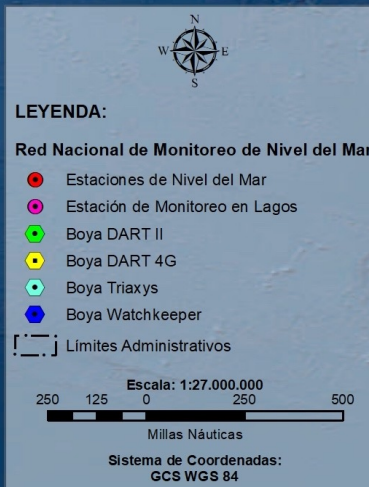 N
W E
S
LEYENDA:
Red Nacional de Monitoreo de Nivel del Mar
Estaciones de Nivel del Mar
Estación de Monitoreo en Lagos
Boya DART II
Boya DART 4G
Boya Triaxys
Boya Watchkeeper
Límites Administrativos
Escala: 1:27.000.000
250 125 0 250 500
Millas Náuticas
Sistema de Coordenadas:
GCS WGS 84